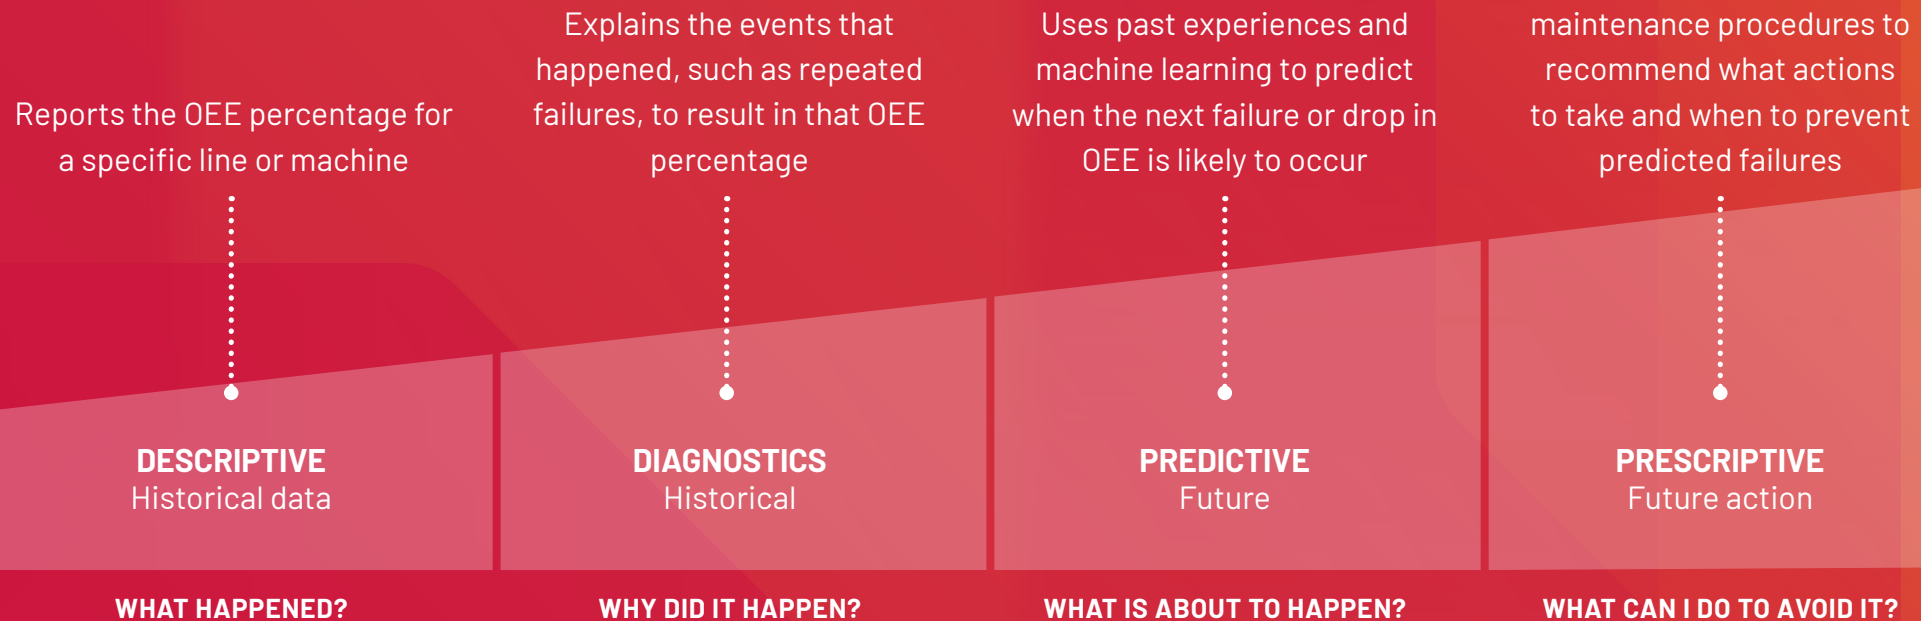 Reports the OEE percentage for
a specific line or machine
Explains the events that
happened, such as repeated
failures, to result in that OEE
percentage
Uses past experiences and
machine learning to predict
when the next failure or drop in
OEE is likely to occur
maintenance procedures to
recommend what actions
to take and when to prevent
predicted failures
DESCRIPTIVE
Historical data
DIAGNOSTICS
Historical
PREDICTIVE
Future
PRESCRIPTIVE
Future action
WHAT HAPPENED?
WHY DID IT HAPPEN?
WHAT IS ABOUT TO HAPPEN?
WHAT CAN I DO TO AVOID IT?